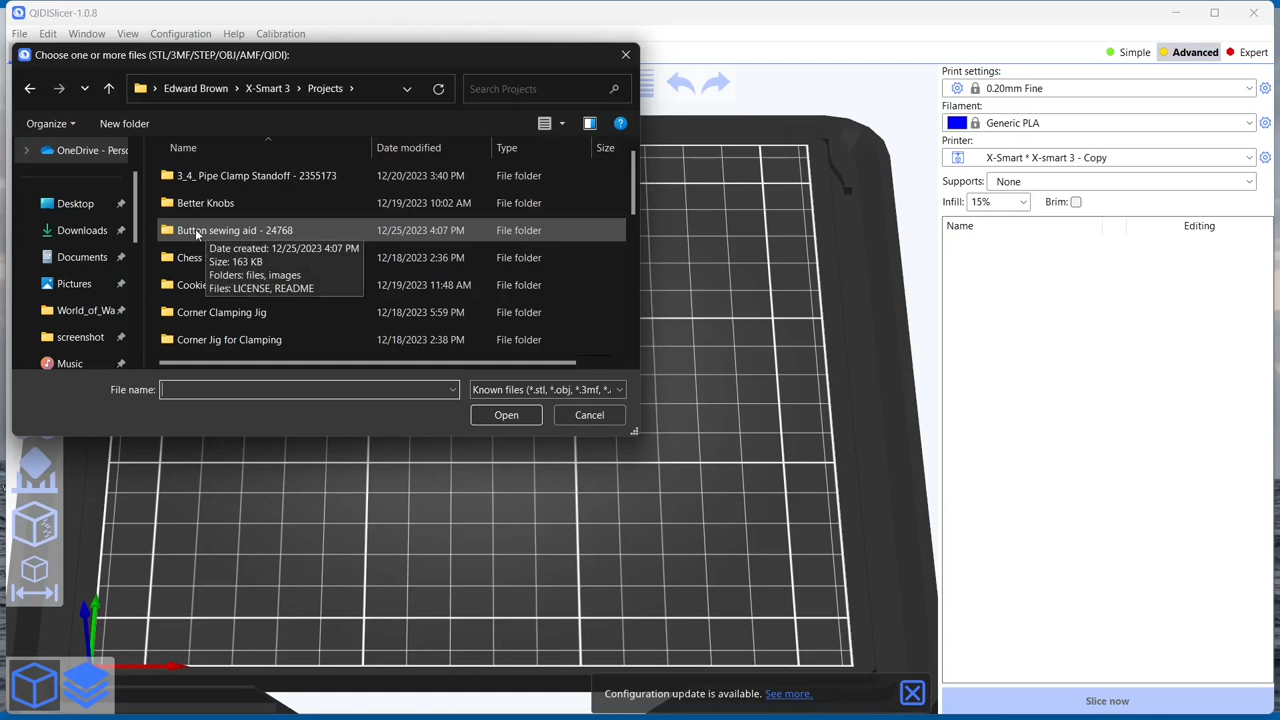 QIDISlicer-1.0.8
File Edit Window View Configuration Help Calibration
Simple Advanced Expert
Choose one or more files (STL/3MF/STEP/OBJ/AMF/QIDI):
Edward Brown > X-Smart 3 > Projects >
Search Projects
Organize New folder
Name Date modified Type Size
OneDrive - Perso
Desktop
Downloads
Documents
Pictures
World_of_Wa
screenshot
Music
3_4_ Pipe Clamp Standoff - 2355173 12/20/2023 3:40 PM File folder
Better Knobs 12/19/2023 10:02 AM File folder
Button sewing aid - 24768 12/25/2023 4:07 PM File folder
Chess 12/18/2023 2:36 PM File folder
Cookie 12/19/2023 11:48 AM File folder
Corner Clamping Jig 12/18/2023 5:59 PM File folder
Corner Jig for Clamping 12/18/2023 2:38 PM File folder
Date created: 12/25/2023 4:07 PM
Size: 163 KB
Folders: files, images
Files: LICENSE, README
File name:
Known files (*.stl, *.obj, *.3mf, *.
Open Cancel
Print settings:
0.20mm Fine
Filament:
Generic PLA
Printer:
X-Smart * X-smart 3 - Copy
Supports: None
Infill: 15% Brim:
Name Editing
Configuration update is available. See more.
Slice now